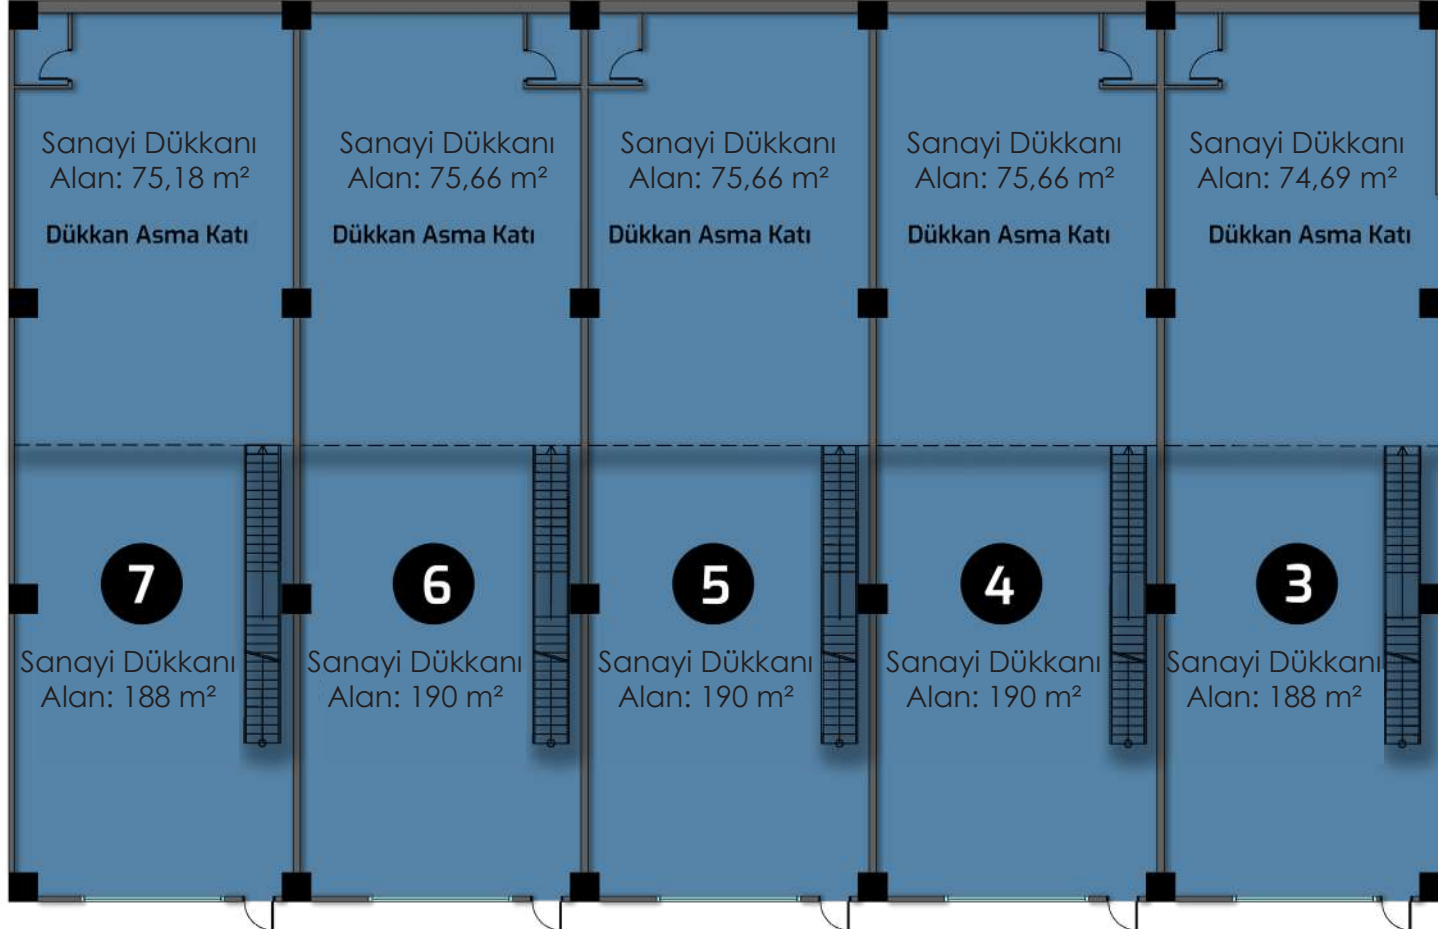 Sanayi Dükkanı
Alan: 75,18 m²
Dükkan Asma Katı
Sanayi Dükkanı
Alan: 75,66 m²
Dükkan Asma Katı
Sanayi Dükkanı
Alan: 75,66 m²
Dükkan Asma Katı
Sanayi Dükkanı
Alan: 75,66 m²
Dükkan Asma Katı
Sanayi Dükkanı
Alan: 74,69 m²
Dükkan Asma Katı
7
Sanayi Dükkanı
Alan: 188 m²
6
Sanayi Dükkanı
Alan: 190 m²
5
Sanayi Dükkanı
Alan: 190 m²
4
Sanayi Dükkanı
Alan: 190 m²
3
Sanayi Dükkanı
Alan: 188 m²